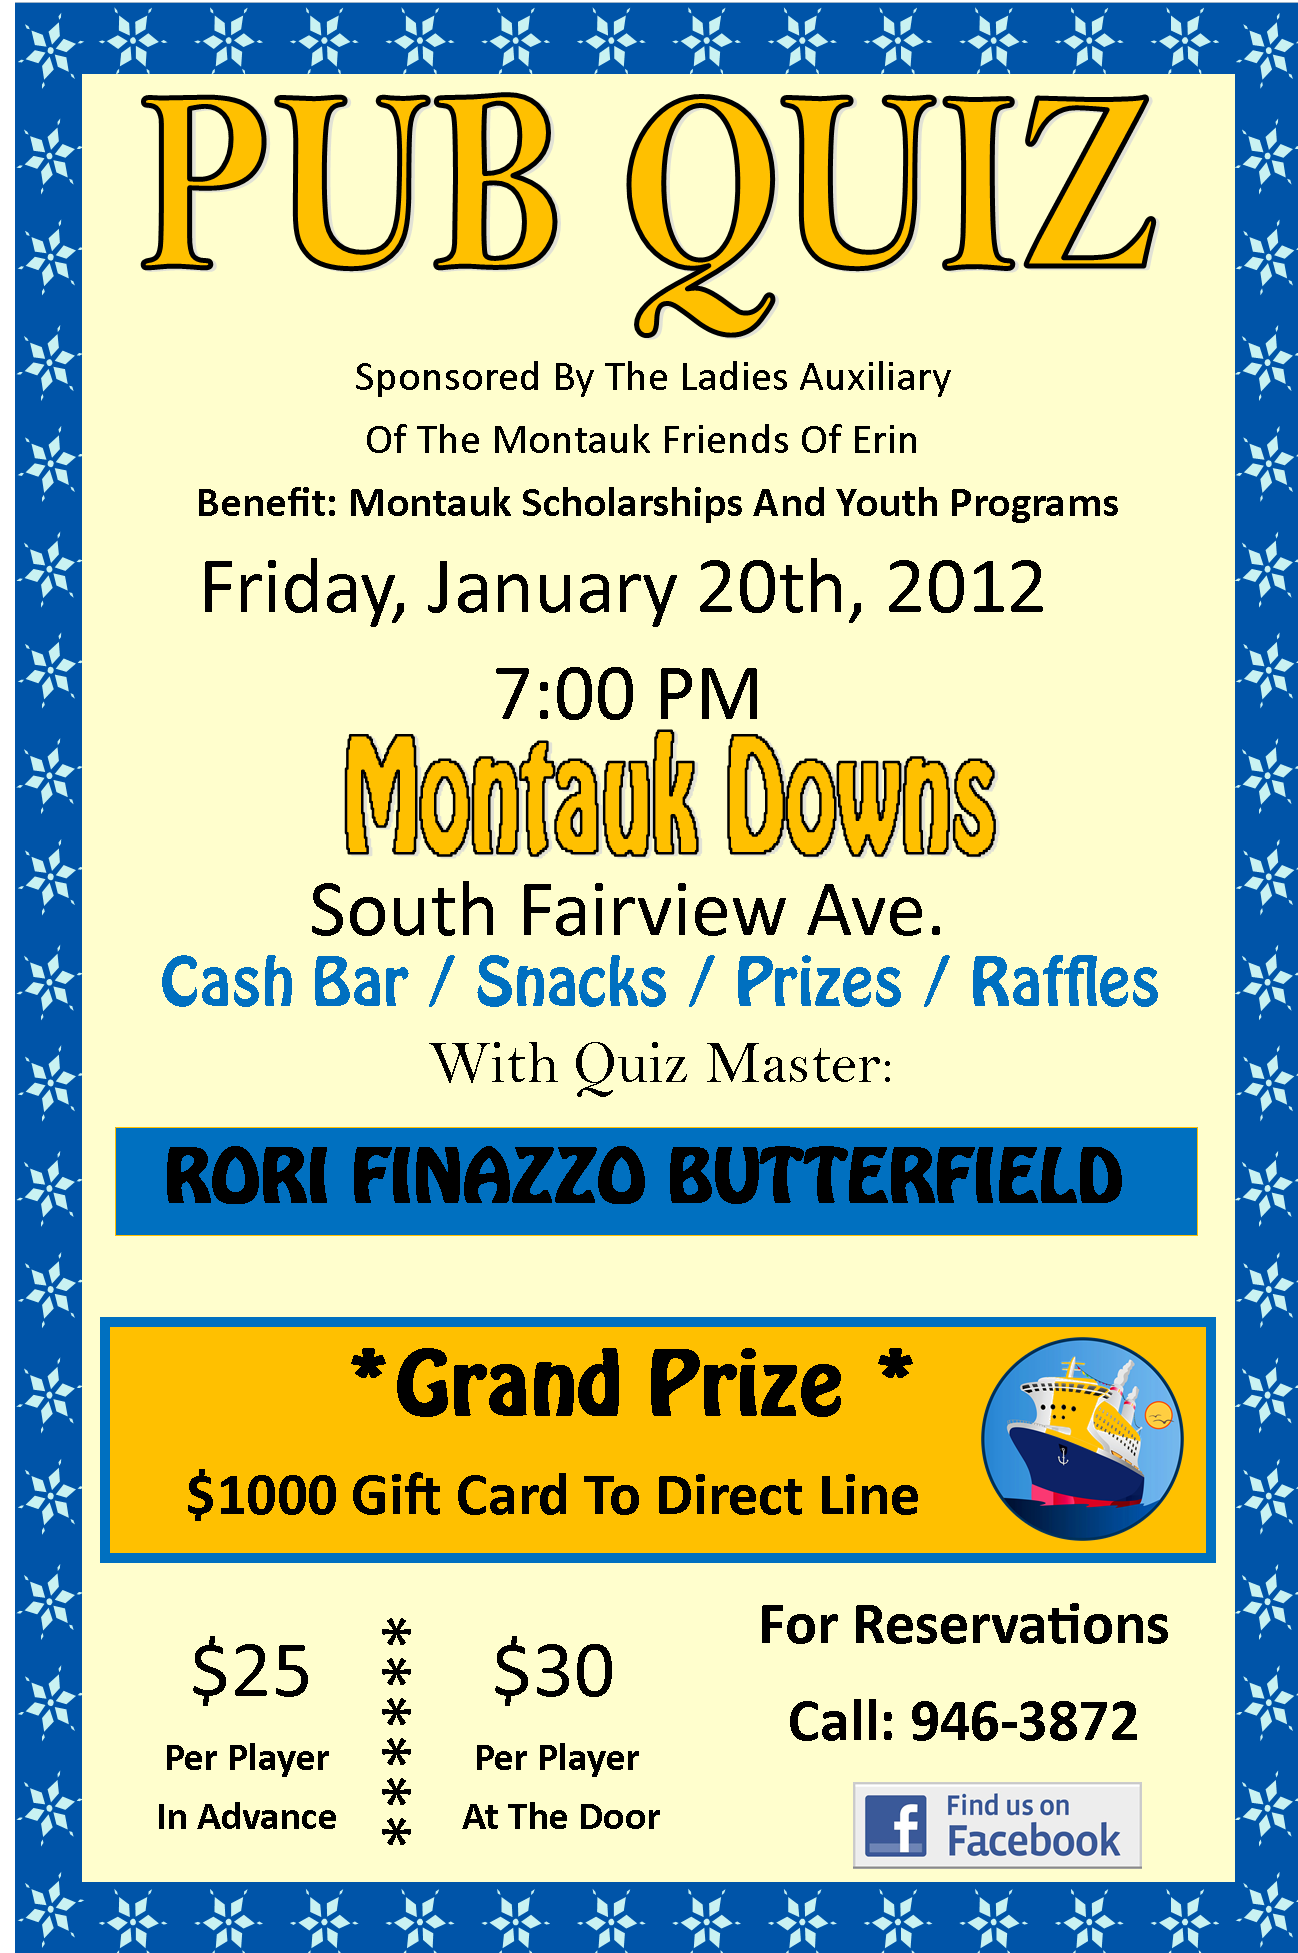 PUB QUIZ
Sponsored By The Ladies Auxiliary
Of The Montauk Friends Of Erin
Benefit: Montauk Scholarships And Youth Programs
Friday, January 20th, 2012
7:00 PM
Montauk Downs
South Fairview Ave.
Cash Bar / Snacks / Prizes / Raffles
With Quiz Master:
RORI FINAZZO BUTTERFIELD
*Grand Prize *
$1000 Gift Card To Direct Line
$25
Per Player
In Advance
*
*
*
*
*
*
$30
Per Player
At The Door
For Reservations
Call: 946-3872
f
Find us on
Facebook